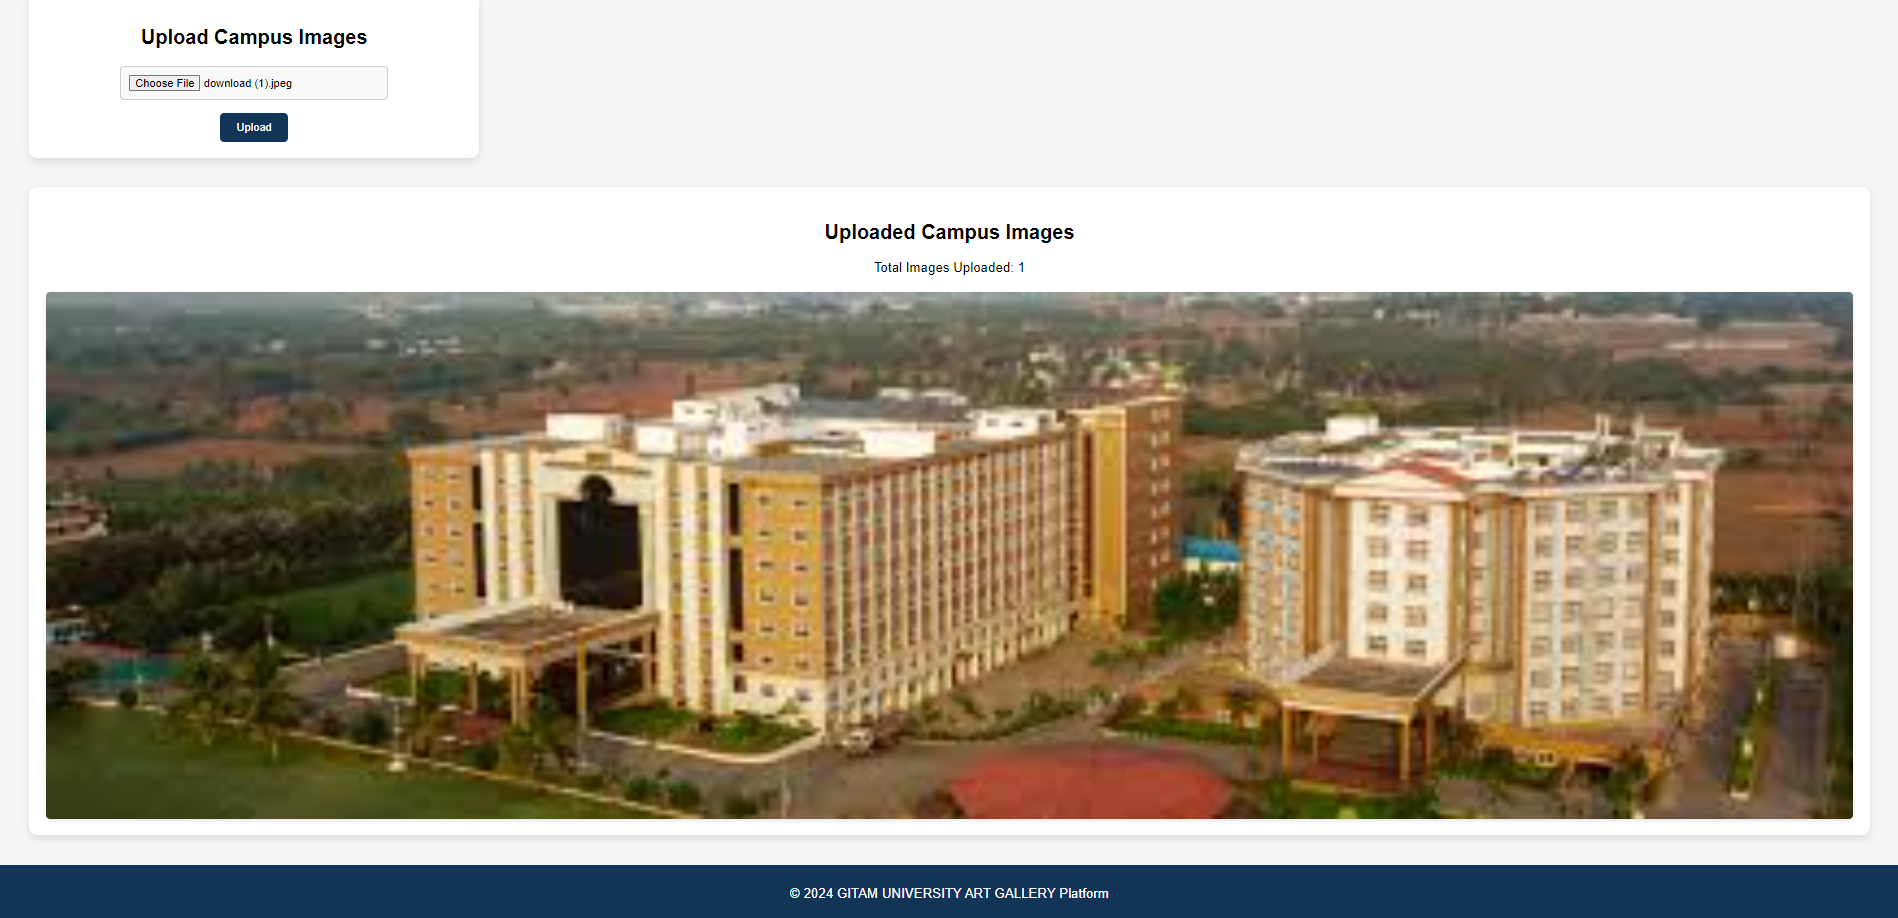 Upload Campus Images
Choose File download (1).jpeg
Upload
Uploaded Campus Images
Total Images Uploaded: 1
© 2024 GITAM UNIVERSITY ART GALLERY Platform